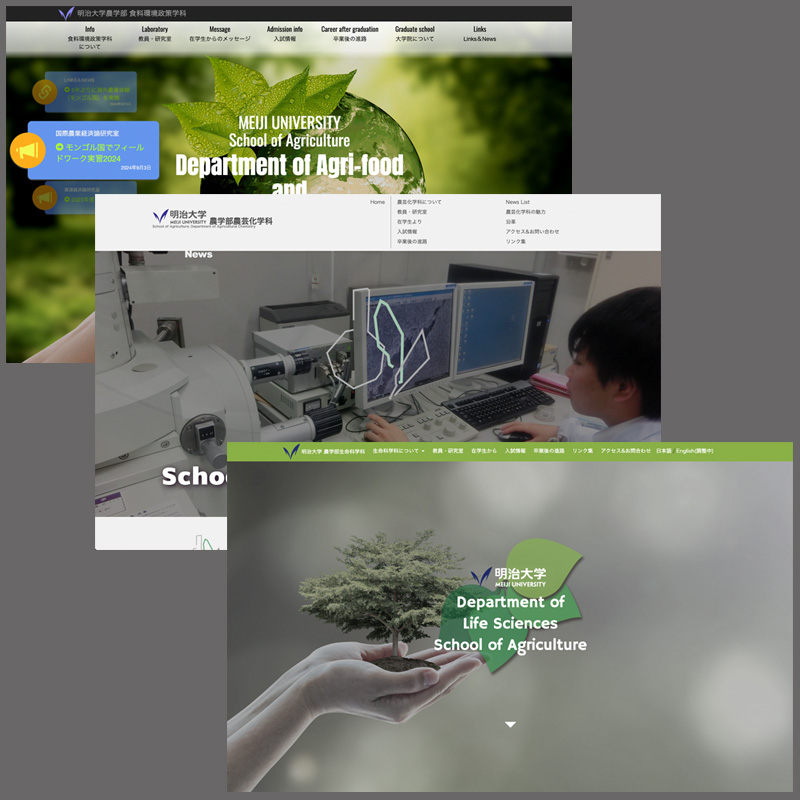 明治大学農学部 食料環境政策学科
Info
食料環境政策学科
について
Laboratory
教員・研究室
Message
在学生からのメッセージ
Admission info
入試情報
Career after graduation
卒業後の進路
Graduate school
大学院について
Links
Links&News
LINKS&NEWS
国際農業経済論研究室
モンゴル国でフィール
ドワーク実習2024
2024年9月3日
MEIJI UNIVERSITY
School of Agriculture
Department of Agri-food
and
明治大学
MEIJI UNIVERSITY
農学部農芸化学科
School of Agriculture, Department of Agricultural Chemistry
Home
農芸化学科について
教員・研究室
在学生より
入試情報
卒業後の進路
News List
農芸化学科の魅力
沿革
アクセス&お問い合わせ
リンク集
News
Schoo
明治大学 農学部生命科学科
生命科学科について
教員・研究室
在学生から
入試情報
卒業後の進路
リンク集
アクセス&お問い合わせ
日本語
English(調整中)
明治大学
MEIJI UNIVERSITY
Department of
Life Sciences
School of Agriculture